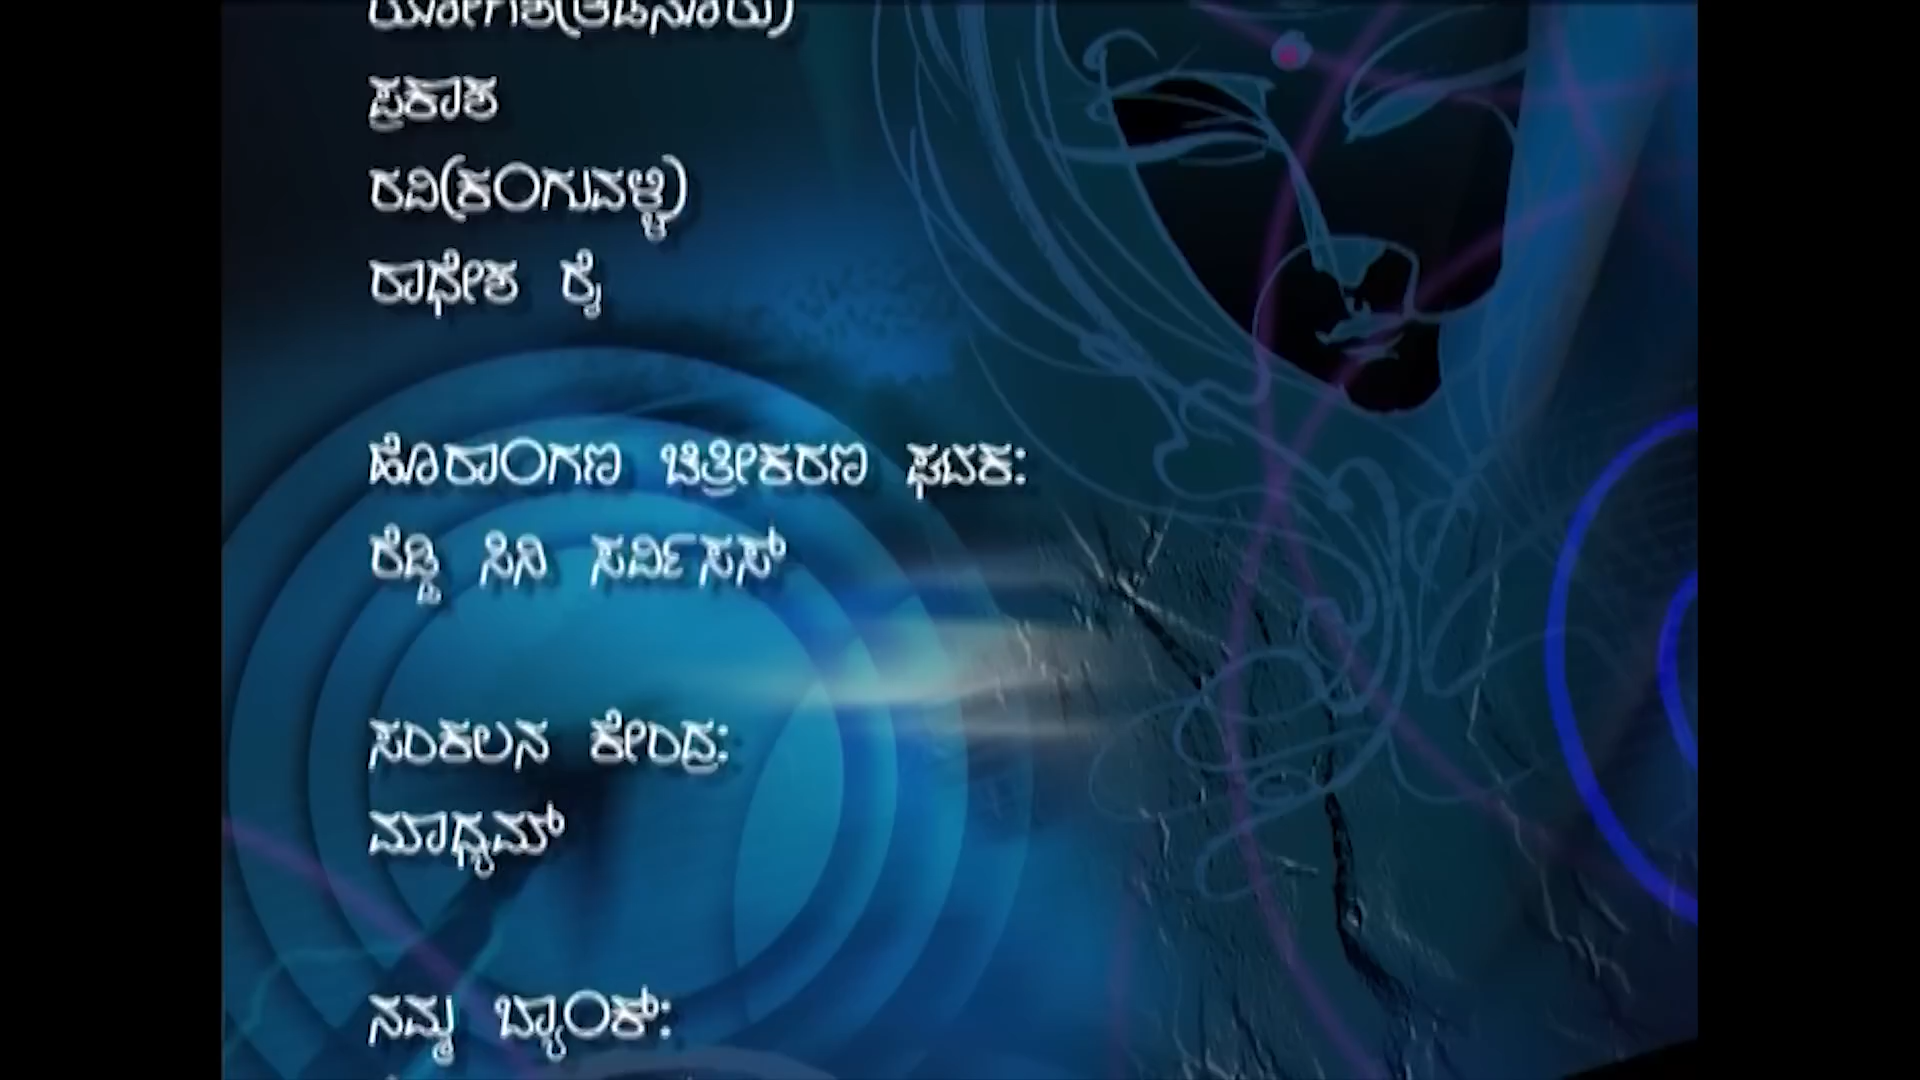 ಪ್ರಕಾಶ
ರವಿ(ಕಂಗುವಳ್ಳಿ)
ರಾಧೇಶ ರೈ
ಹೊರಾಂಗಣ ಚಿತ್ರೀಕರಣ ಘಟಕ:
ರೆಡ್ಡಿ ಸಿನಿ ಸರ್ವಿಸಸ್
ಸಂಕಲನ ಕೇಂದ್ರ:
ಮಾಧ್ಯಮ್
ನಮ್ಮ ಬ್ಯಾಂಕ್: